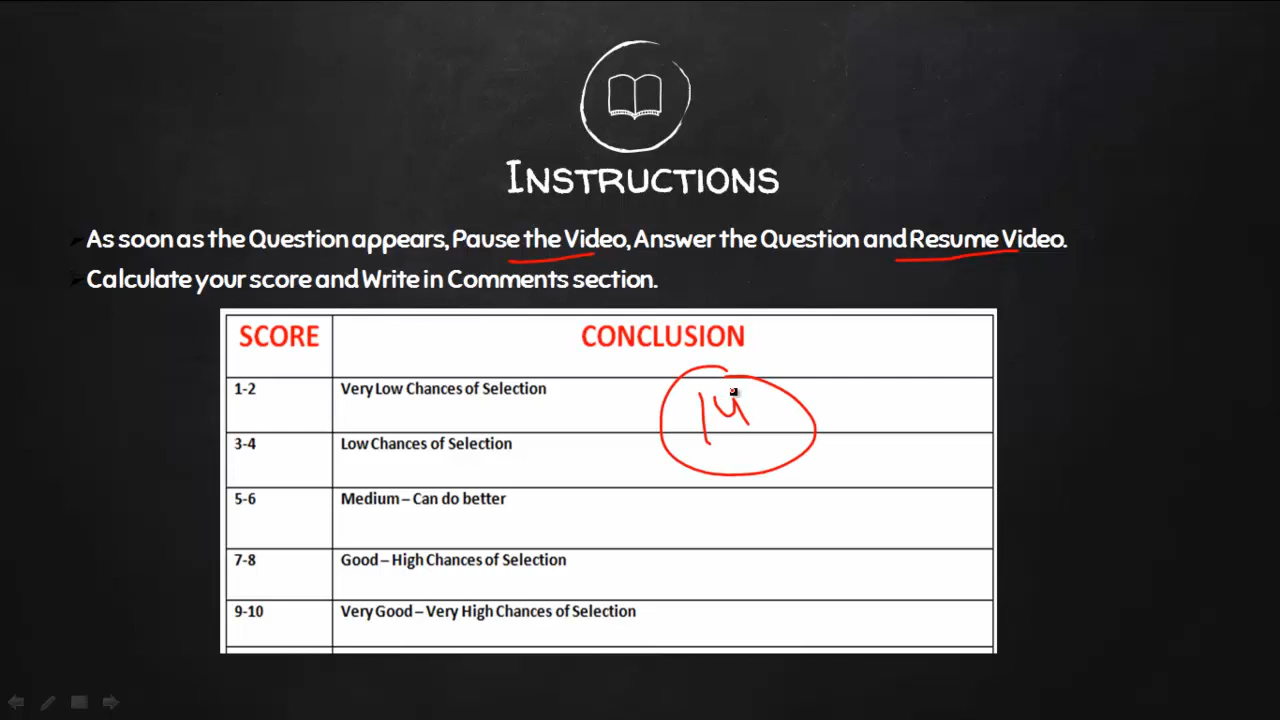 INSTRUCTIONS
As soon as the Question appears, Pause the Video, Answer the Question and Resume Video.
Calculate your score and Write in Comments section.
SCORE CONCLUSION
1-2 Very Low Chances of Selection
14
3-4 Low Chances of Selection
5-6 Medium – Can do better
7-8 Good – High Chances of Selection
9-10 Very Good – Very High Chances of Selection